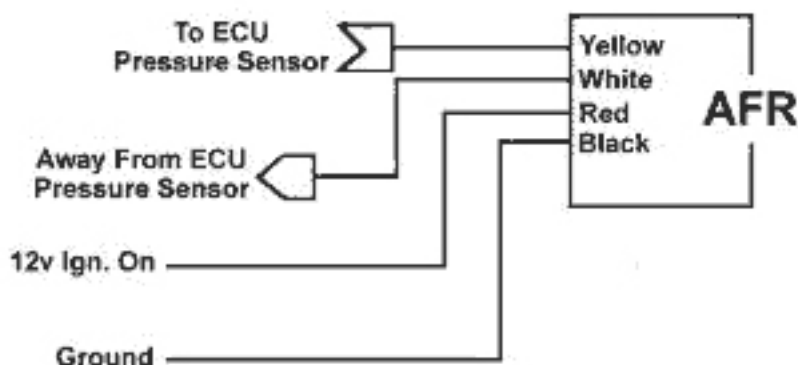 To ECU
Pressure Sensor
Yellow
White
Red
Black
AFR
Away From ECU
Pressure Sensor
12v Ign. On
Ground